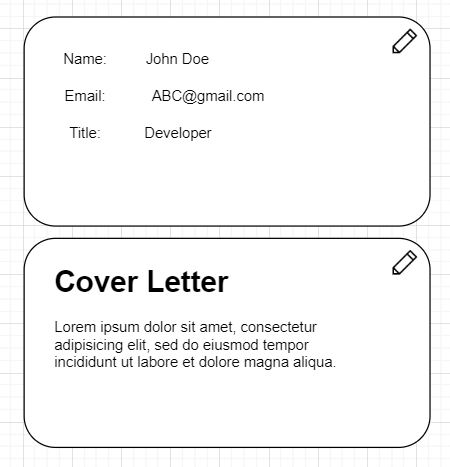 Name: John Doe
Email: ABC@gmail.com
Title: Developer
Cover Letter
Lorem ipsum dolor sit amet, consectetur
adipisicing elit, sed do eiusmod tempor
incididunt ut labore et dolore magna aliqua.